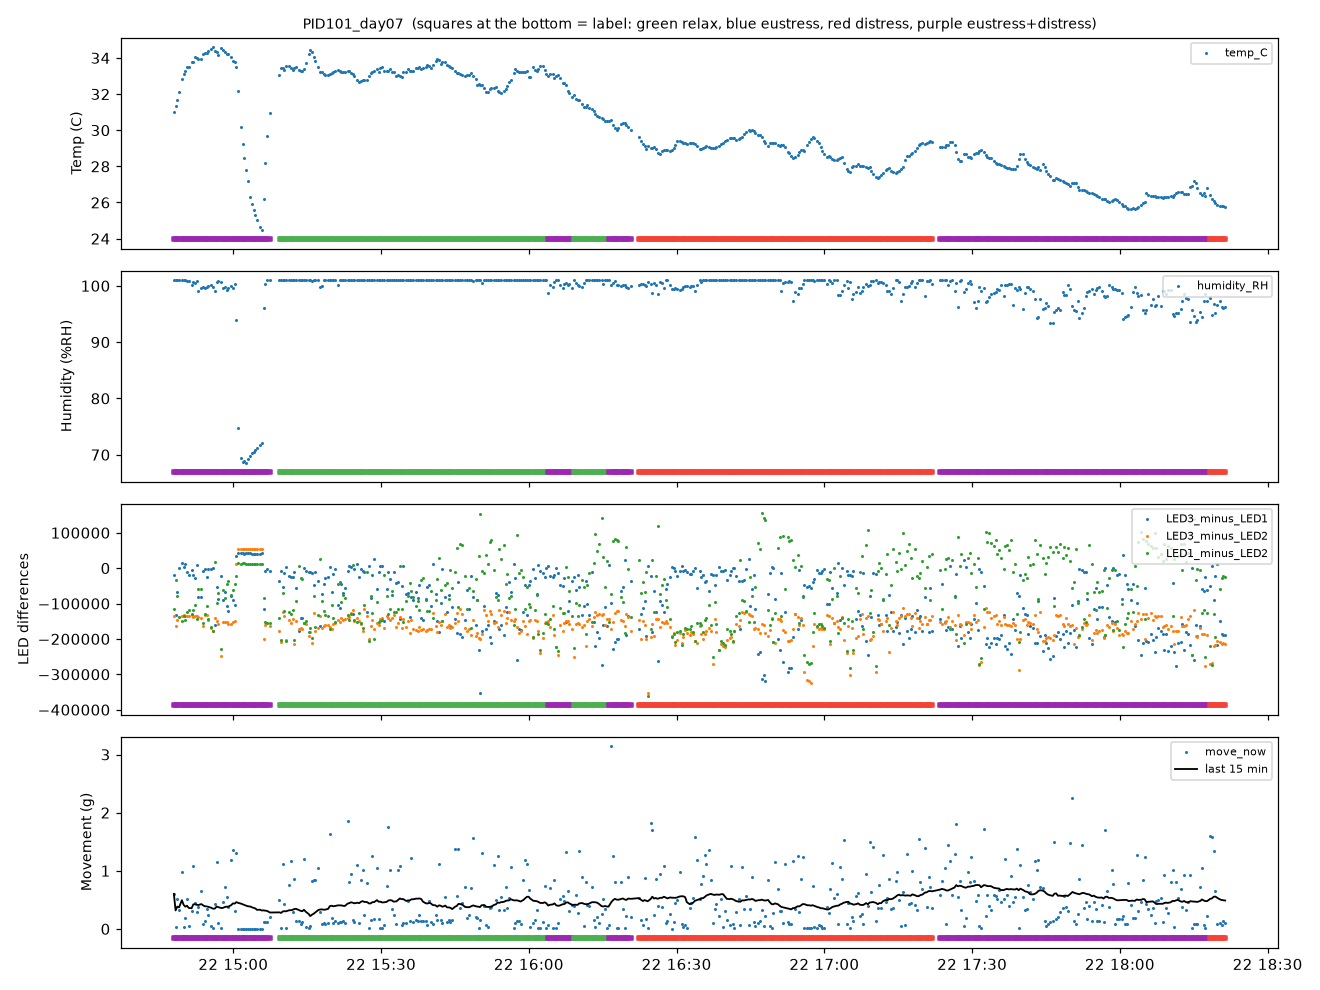 PID101_day07  (squares at the bottom = label: green relax, blue eustress, red distress, purple eustress+distress)
temp_C
Temp (C)
34
32
30
28
26
24
humidity_RH
Humidity (%RH)
100
90
80
70
LED3_minus_LED1
LED3_minus_LED2
LED1_minus_LED2
LED differences
100000
0
−100000
−200000
−300000
−400000
move_now
last 15 min
Movement (g)
3
2
1
0
22 15:00
22 15:30
22 16:00
22 16:30
22 17:00
22 17:30
22 18:00
22 18:30